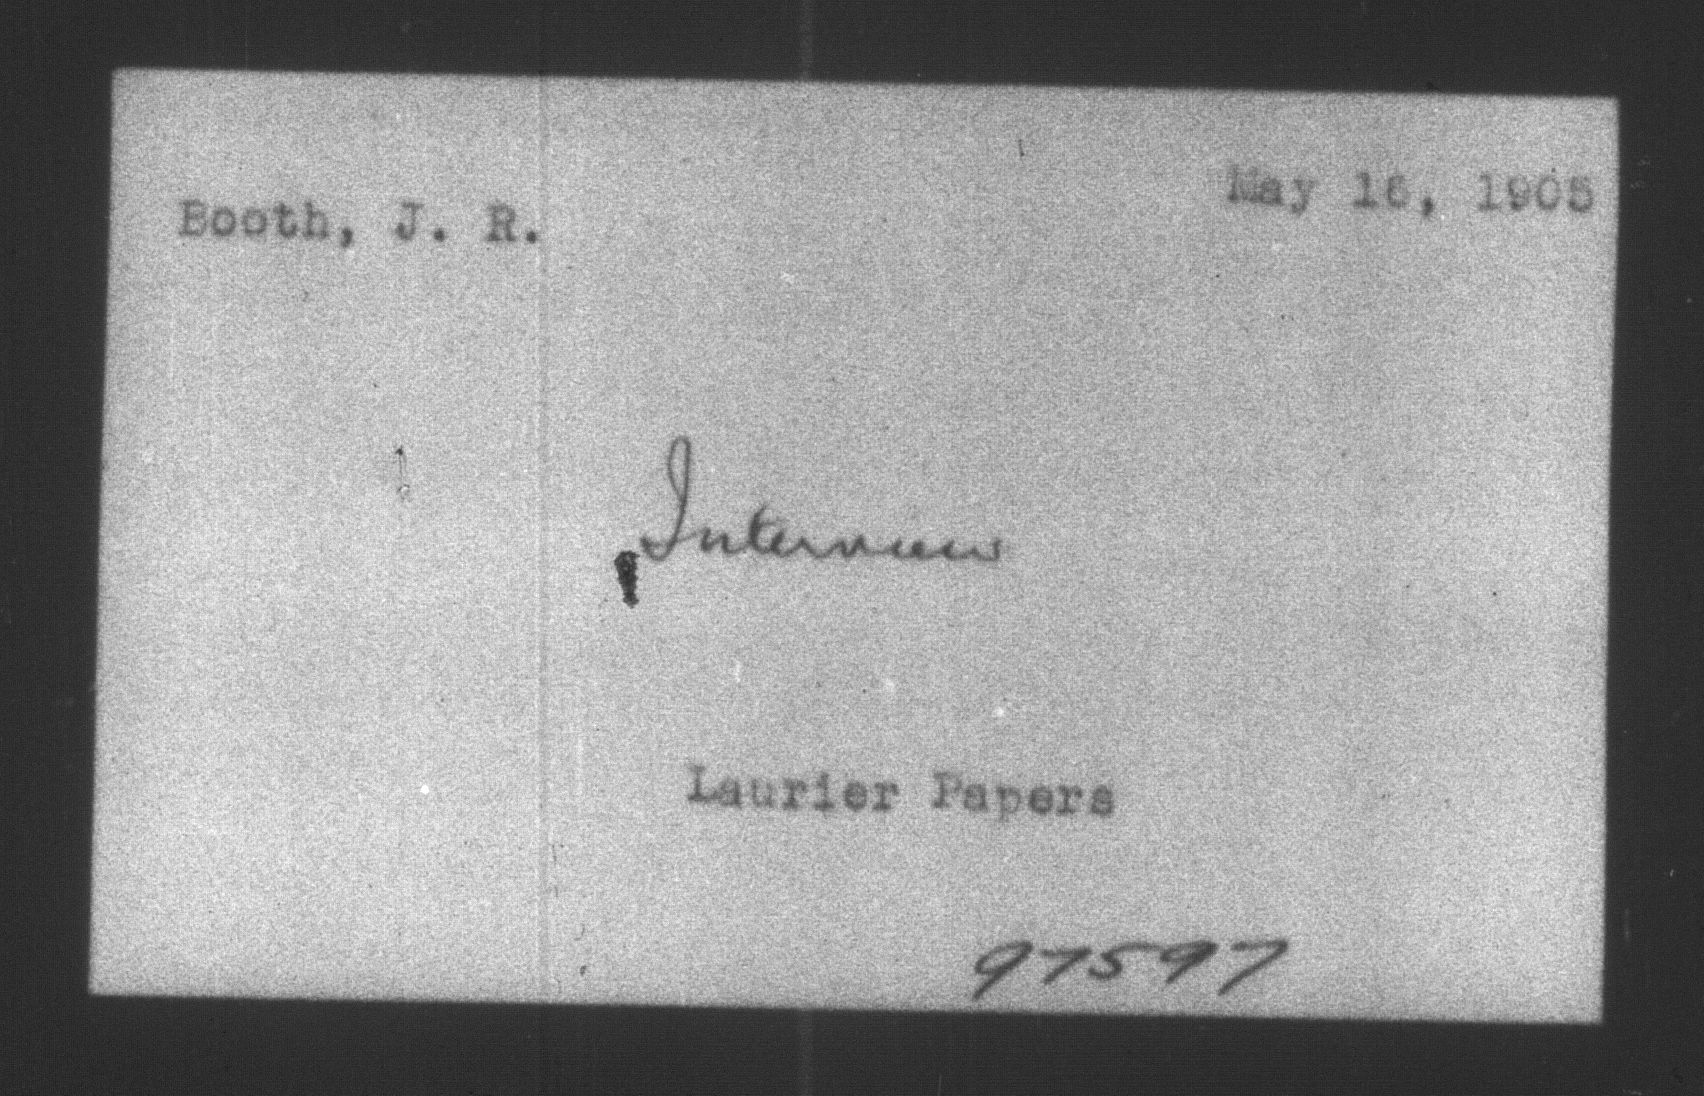 Booth, J. R.
May 16, 1905
Interview
Laurier Papers
97597